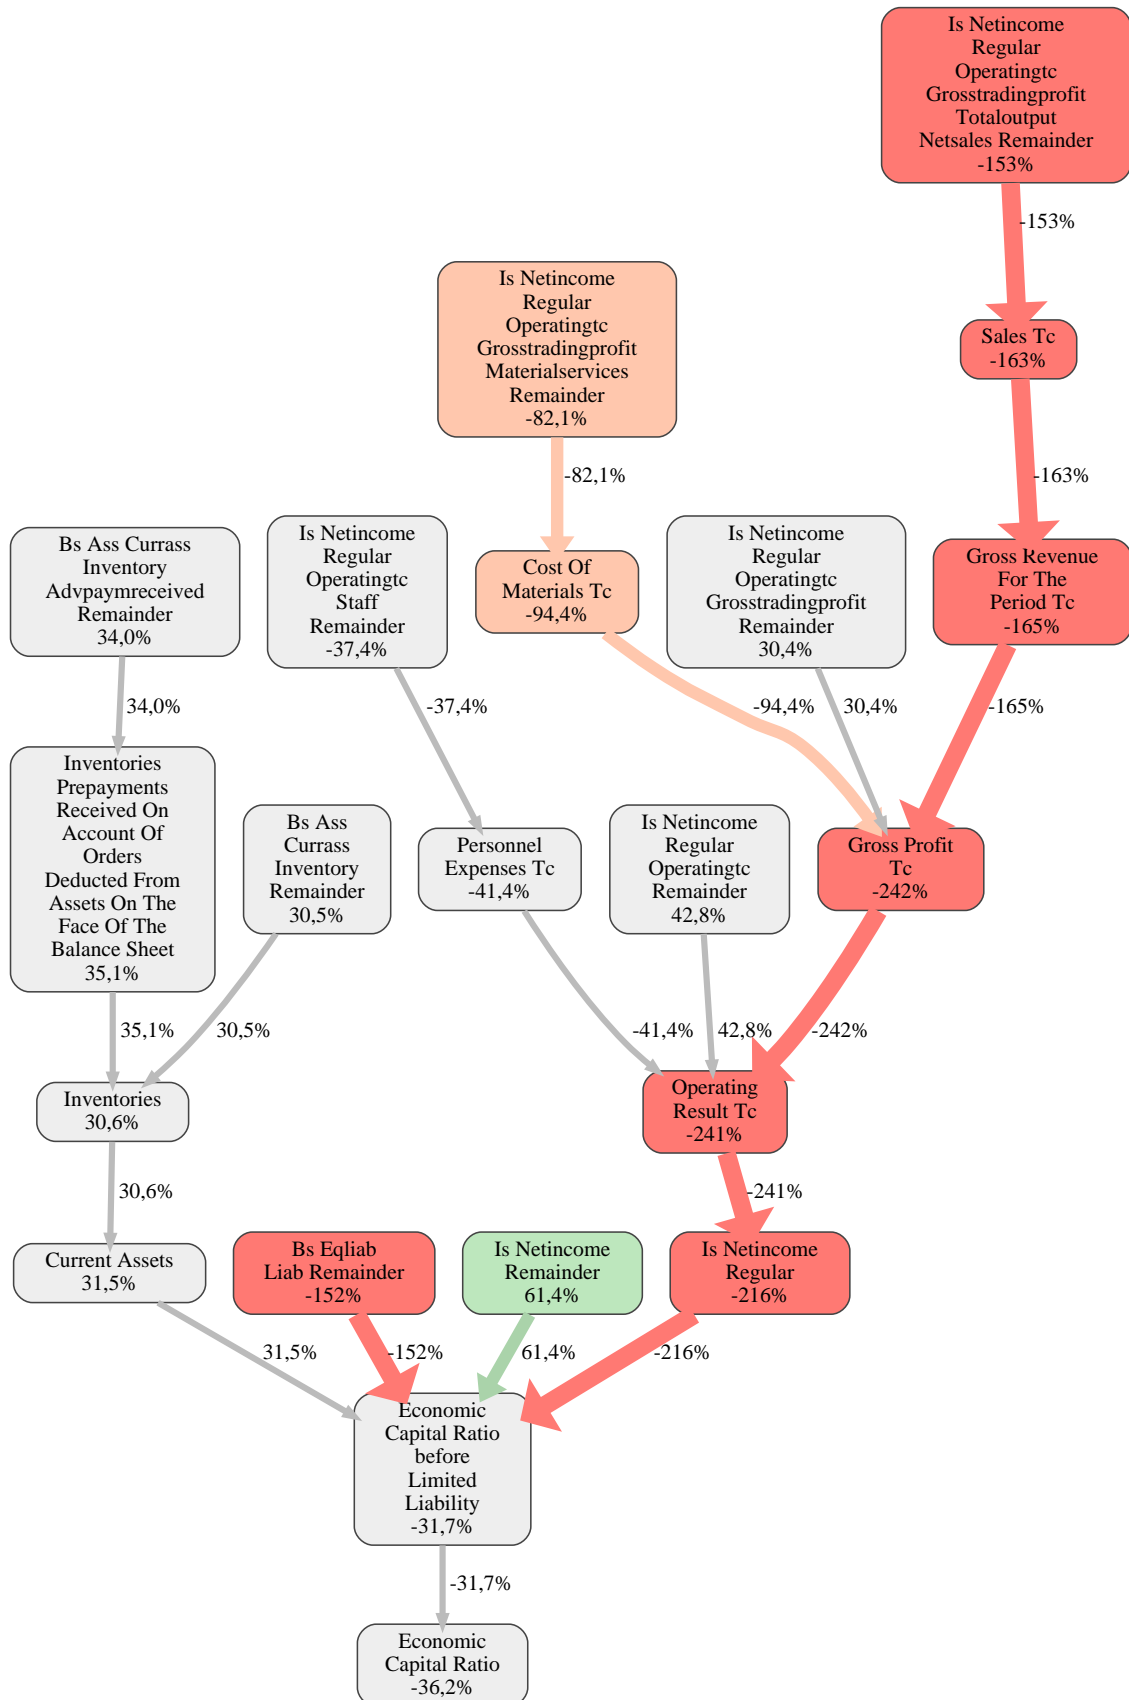 Is Netincome
Regular
Operatingtc
Grosstradingprofit
Totaloutput
Netsales Remainder
-153%
-153%
Is Netincome
Regular
Operatingtc
Grosstradingprofit
Materialservices
Remainder
-82,1%
Sales Tc
-163%
-82,1%
-163%
Bs Ass Currass
Inventory
Advpaymreceived
Remainder
34,0%
Is Netincome
Regular
Operatingtc
Staff
Remainder
-37,4%
Cost Of
Materials Tc
-94,4%
Is Netincome
Regular
Operatingtc
Grosstradingprofit
Remainder
30,4%
Gross Revenue
For The
Period Tc
-165%
34,0%
-37,4%
-94,4%
30,4%
-165%
Inventories
Prepayments
Received On
Account Of
Orders
Deducted From
Assets On The
Face Of The
Balance Sheet
35,1%
Bs Ass
Currass
Inventory
Remainder
30,5%
Personnel
Expenses Tc
-41,4%
Is Netincome
Regular
Operatingtc
Remainder
42,8%
Gross Profit
Tc
-242%
35,1%
30,5%
-41,4%
42,8%
-242%
Inventories
30,6%
Operating
Result Tc
-241%
30,6%
-241%
Current Assets
31,5%
Bs Eqliab
Liab Remainder
-152%
Is Netincome
Remainder
61,4%
Is Netincome
Regular
-216%
31,5%
-152%
61,4%
-216%
Economic
Capital Ratio
before
Limited
Liability
-31,7%
-31,7%
Economic
Capital Ratio
-36,2%